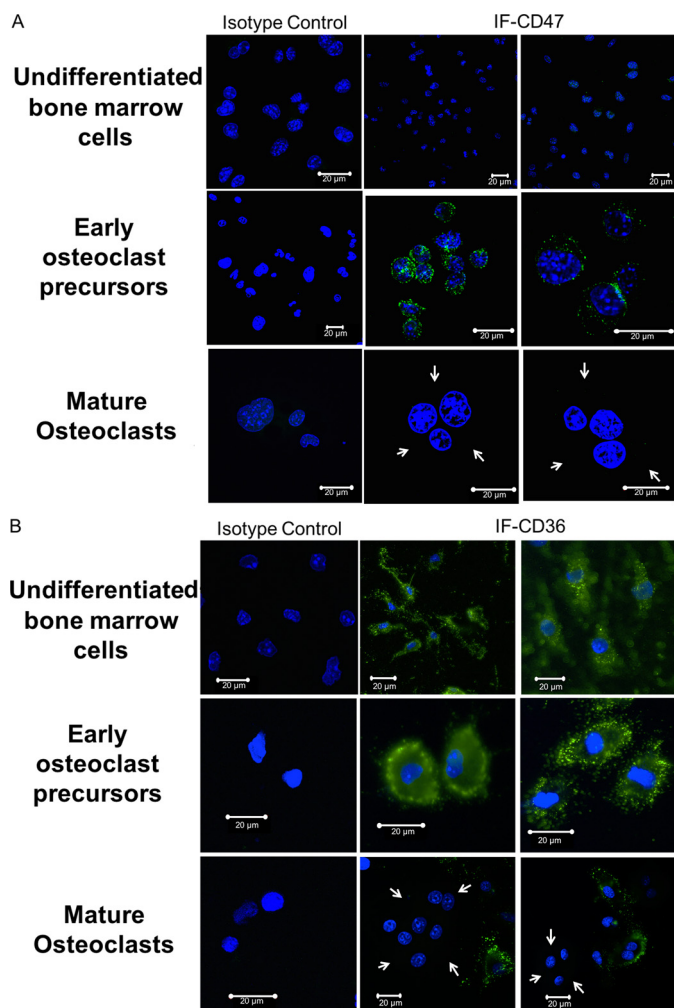 A
Isotype Control
IF-CD47
Undifferentiated
bone marrow
cells
20 µm
20 µm
20 µm
Early
osteoclast
precursors
20 µm
20 µm
20 µm
Mature
Osteoclasts
20 µm
20 µm
20 µm
B
Isotype Control
IF-CD36
Undifferentiated
bone marrow
cells
20 µm
20 µm
20 µm
Early
osteoclast
precursors
20 µm
20 µm
20 µm
Mature
Osteoclasts
20 µm
20 µm
20 µm